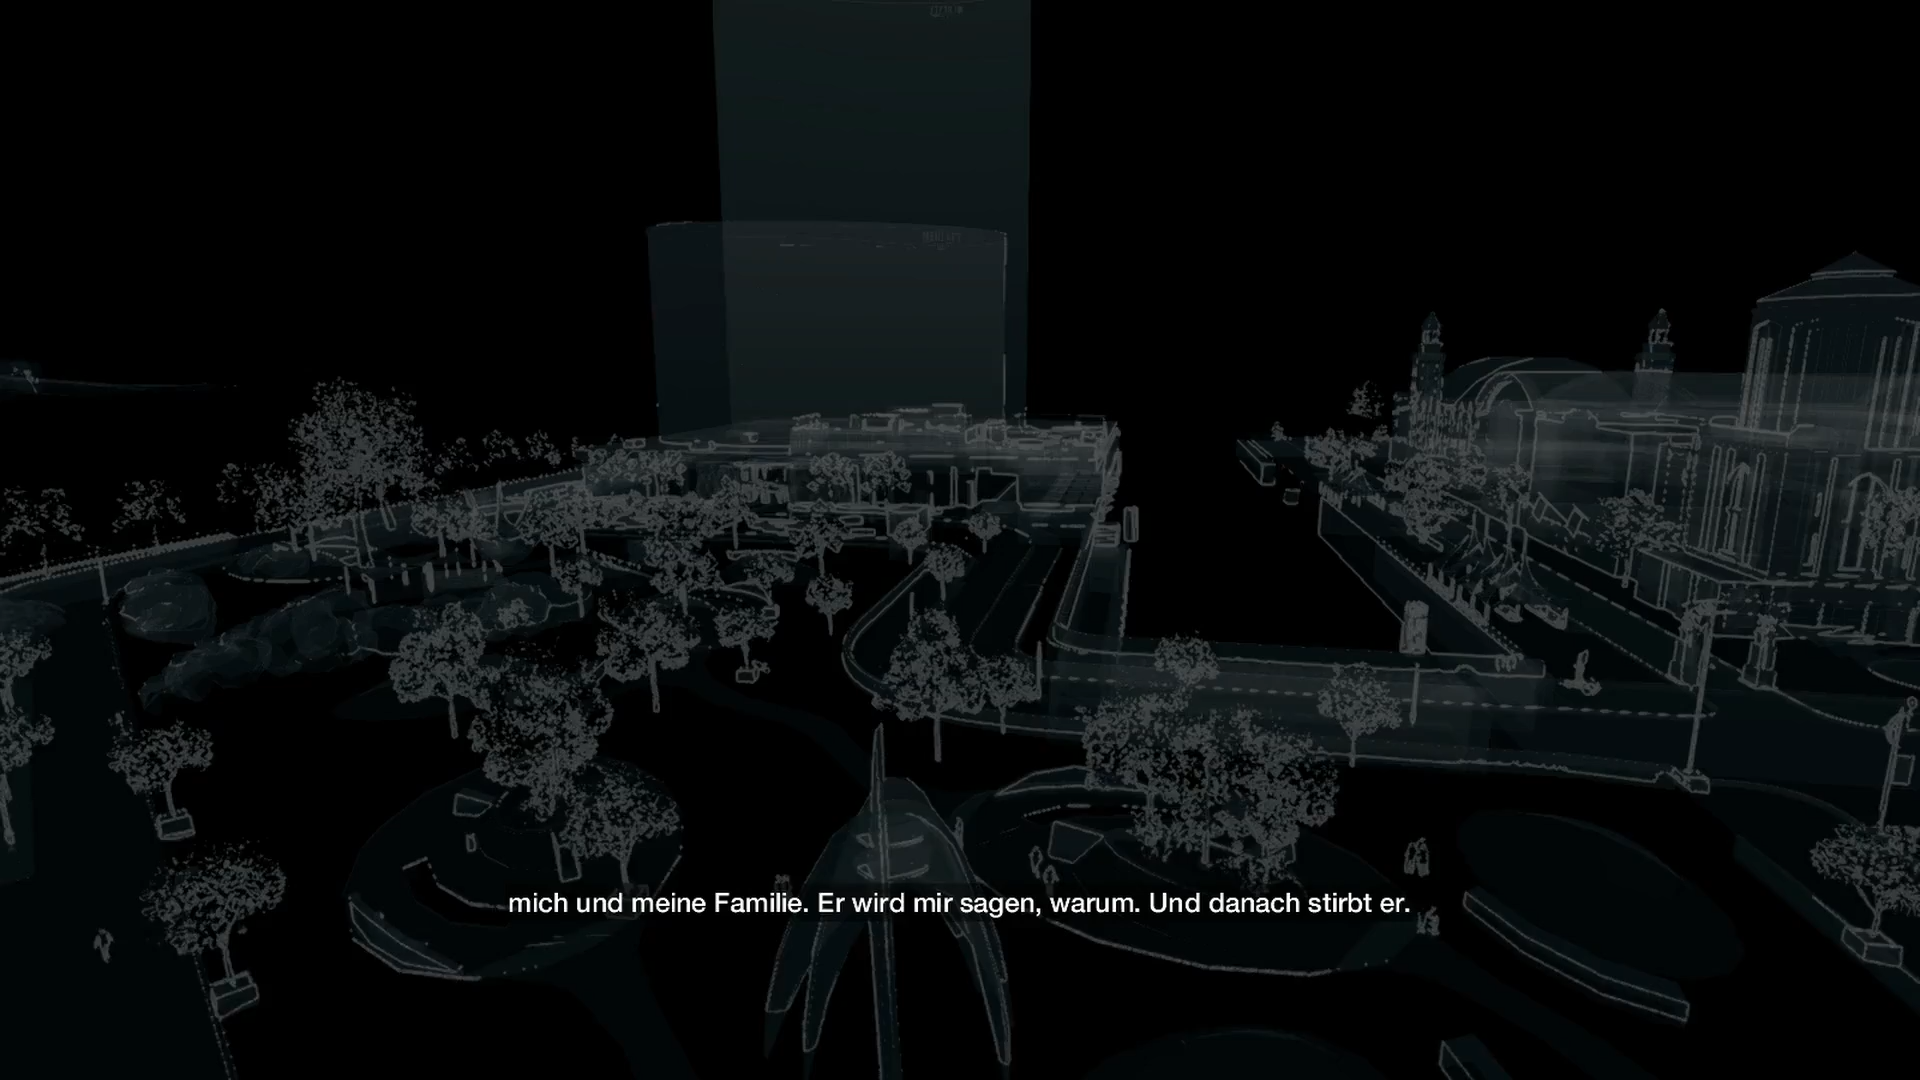 mich und meine Familie. Er wird mir sagen, warum. Und danach stirbt er.